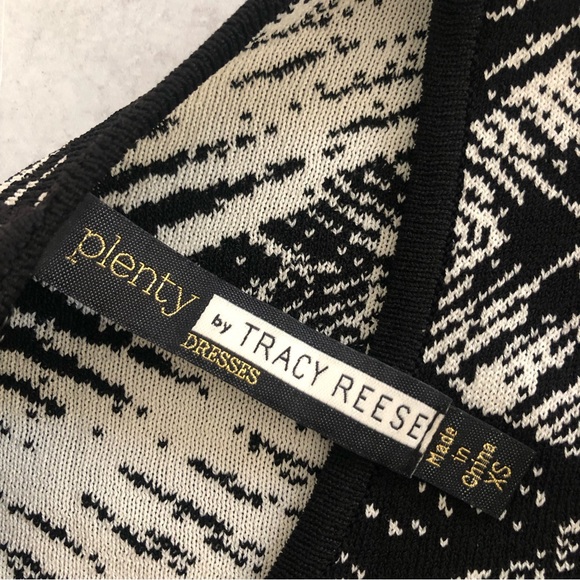 plenty
by TRACY REESE
DRESSES
Made
in
China
XS